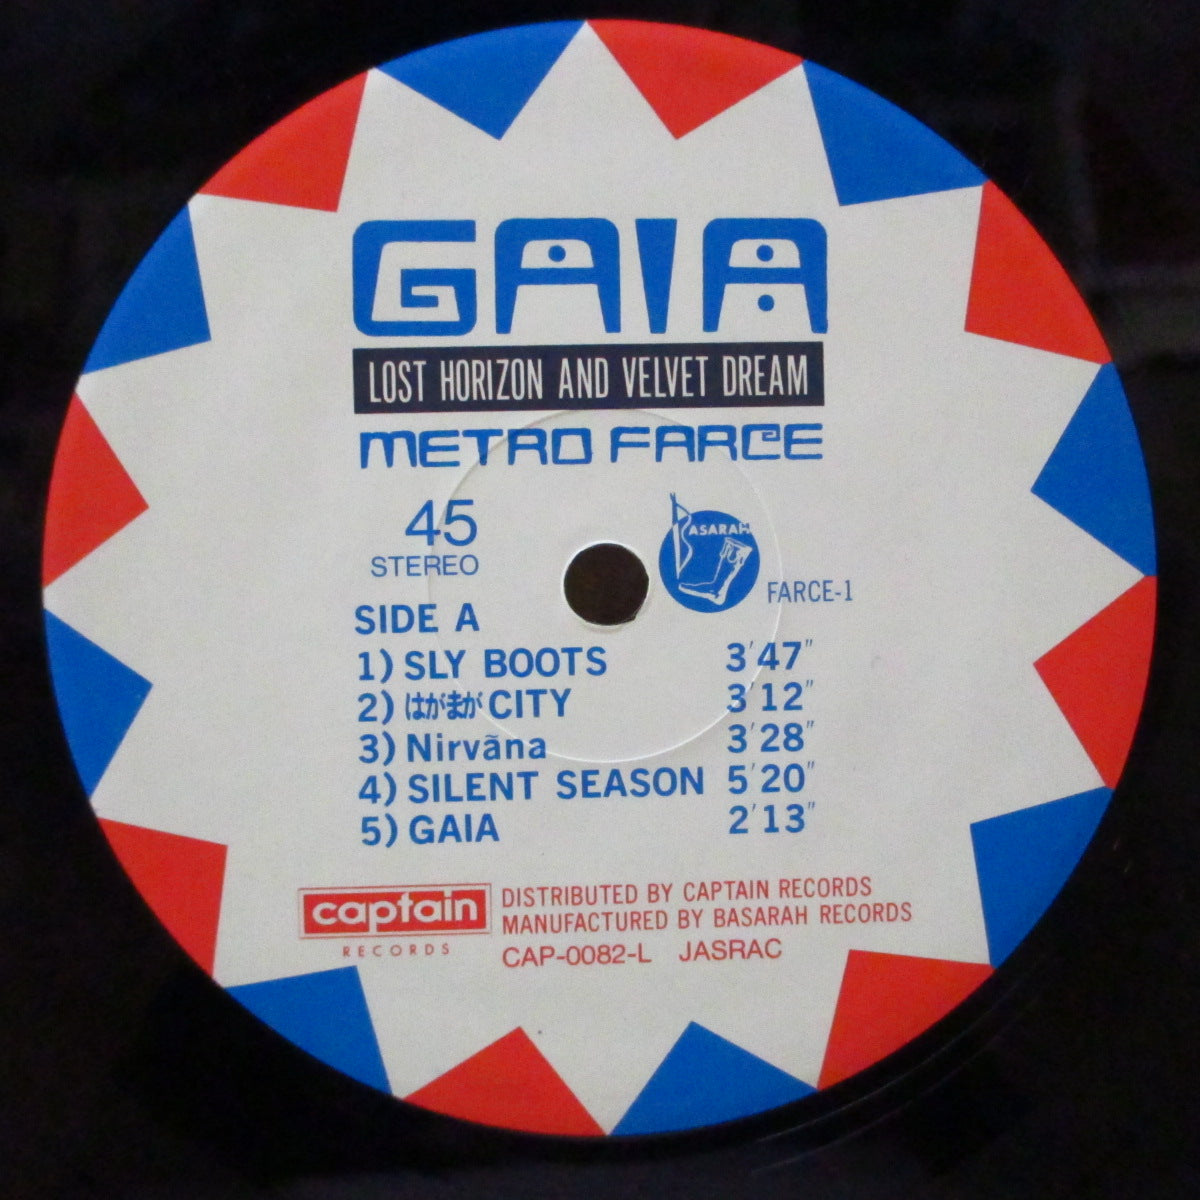 GAIA
LOST HORIZON AND VELVET DREAM
METRO FARCE
45
STEREO
BASARAH
FARCE-1
SIDE A
1) SLY BOOTS 3'47"
2) はがまがCITY 3'12"
3) Nirvãna 3'28"
4) SILENT SEASON 5'20"
5) GAIA 2'13"
captain
RECORDS
DISTRIBUTED BY CAPTAIN RECORDS
MANUFACTURED BY BASARAH RECORDS
CAP-0082-L JASRAC